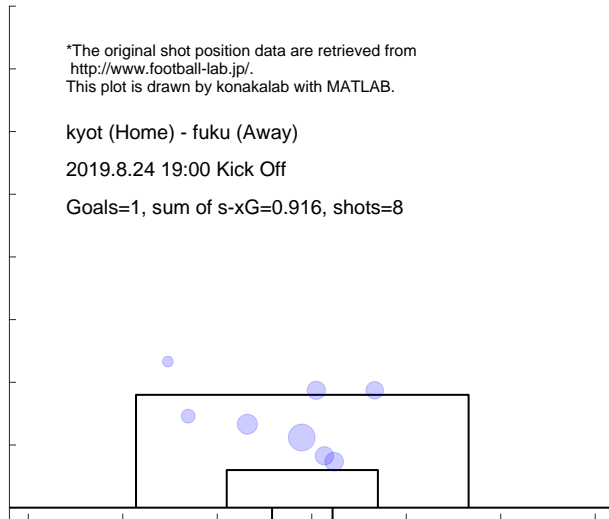 *The original shot position data are retrieved from
http://www.football-lab.jp/.
This plot is drawn by konakalab with MATLAB.
kyot (Home) - fuku (Away)
2019.8.24 19:00 Kick Off
Goals=1, sum of s-xG=0.916, shots=8